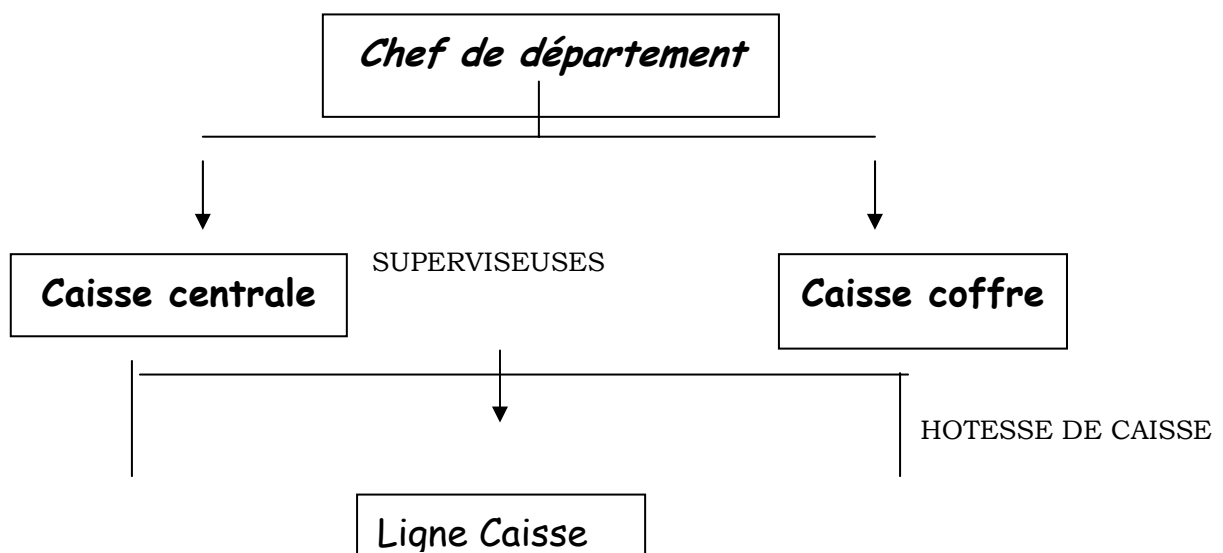 Chef de département
SUPERVISEUSES
Caisse centrale
Caisse coffre
HOTESSE DE CAISSE
Ligne Caisse